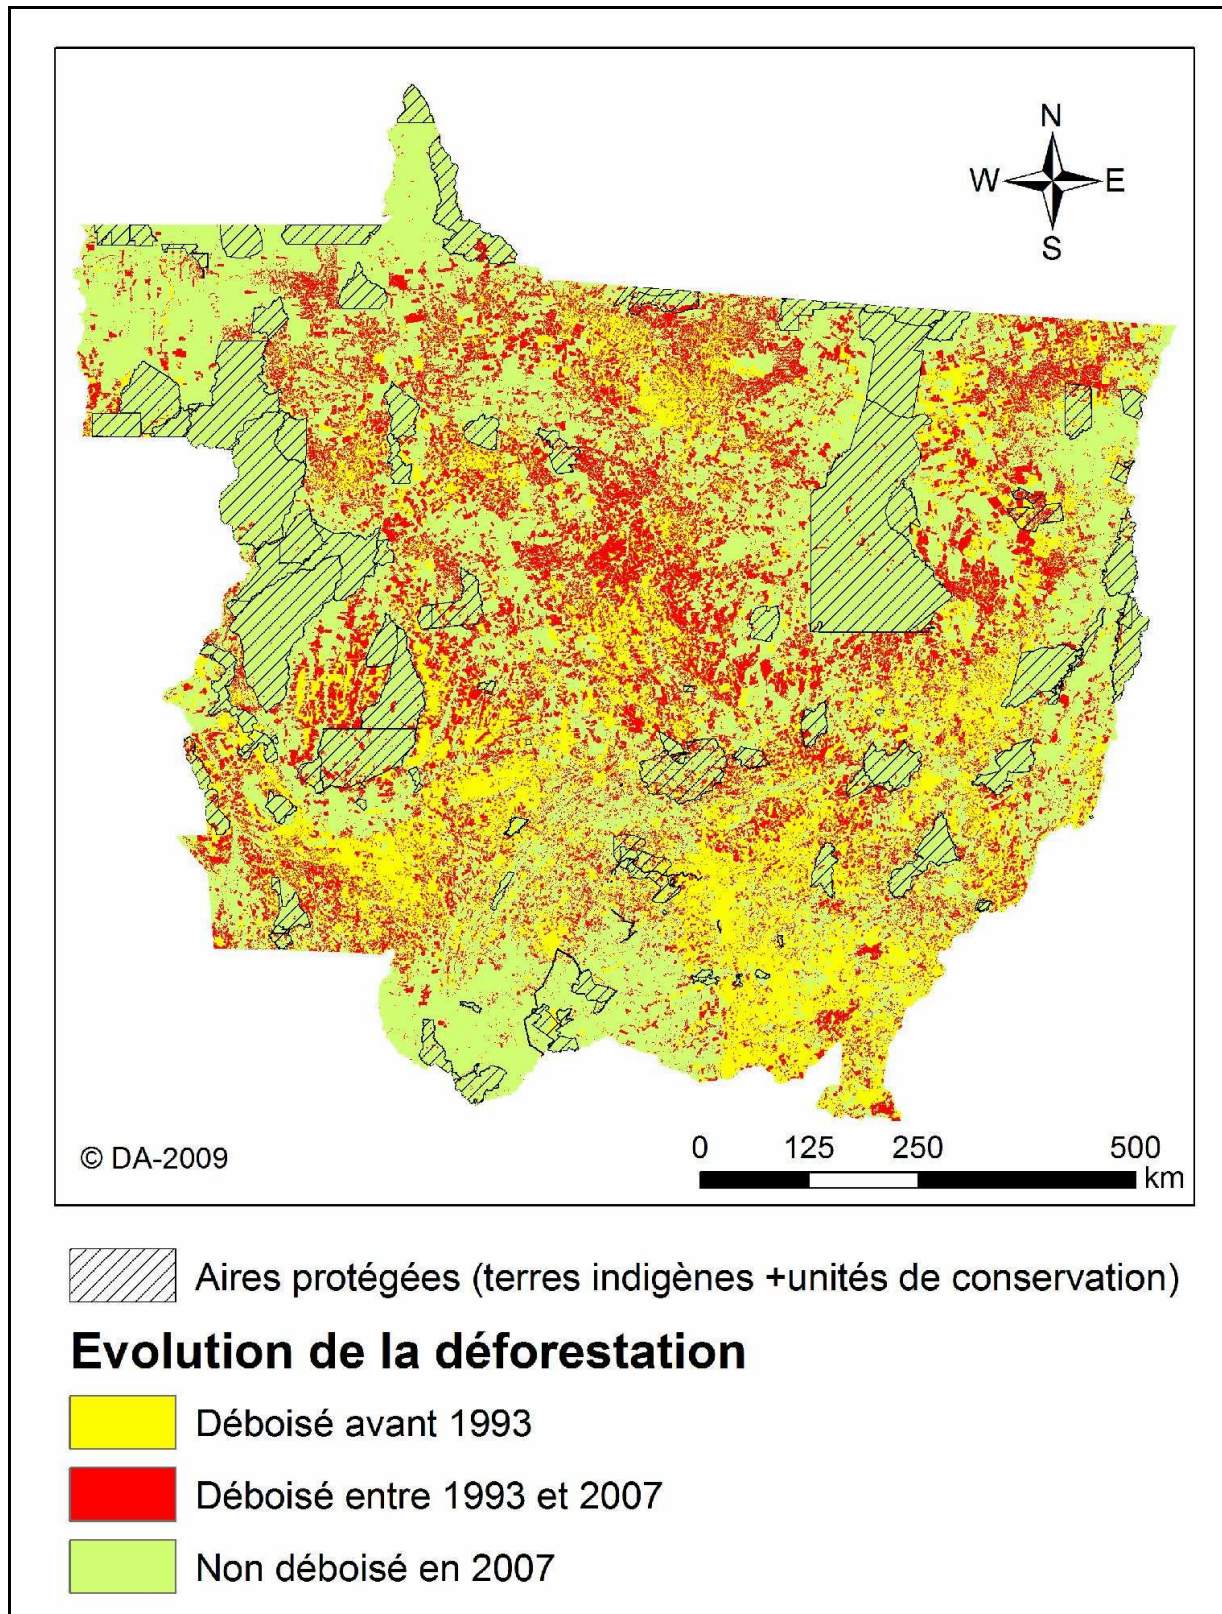 N
W E
S
© DA-2009
0 125 250 500
km
Aires protégées (terres indigènes +unités de conservation)
Evolution de la déforestation
Déboisé avant 1993
Déboisé entre 1993 et 2007
Non déboisé en 2007